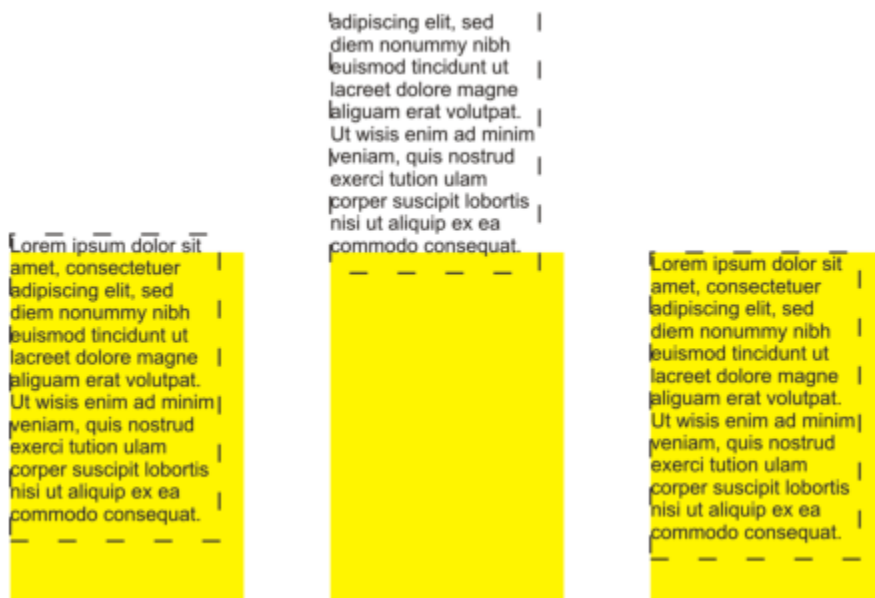 Lorem ipsum dolor sit
amet, consectetuer
adipiscing elit, sed
diem nonummy nibh
euismod tincidunt ut
lacreet dolore magne
aliguam erat volutpat.
Ut wisis enim ad minim
veniam, quis nostrud
exerci tution ulam
corper suscipit lobortis
nisi ut aliquip ex ea
commodo consequat.
adipiscing elit, sed
diem nonummy nibh
euismod tincidunt ut
lacreet dolore magne
aliguam erat volutpat.
Ut wisis enim ad minim
veniam, quis nostrud
exerci tution ulam
corper suscipit lobortis
nisi ut aliquip ex ea
commodo consequat.
Lorem ipsum dolor sit
amet, consectetuer
adipiscing elit, sed
diem nonummy nibh
euismod tincidunt ut
lacreet dolore magne
aliguam erat volutpat.
Ut wisis enim ad minim
veniam, quis nostrud
exerci tution ulam
corper suscipit lobortis
nisi ut aliquip ex ea
commodo consequat.